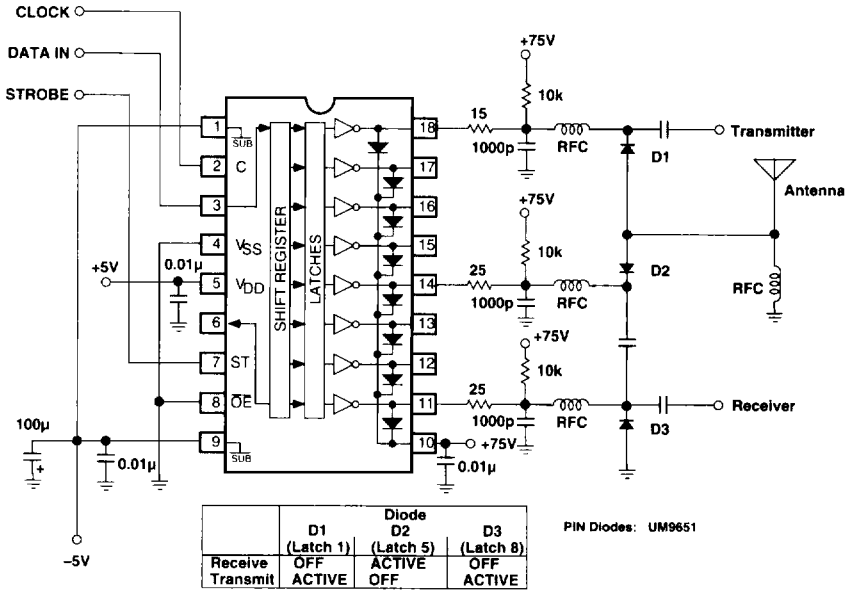 CLOCK
DATA IN
STROBE
+75V
10k
15
1000p
RFC
D1
Transmitter
Antenna
1
SUB
18
2
C
17
3
16
4
VSS
15
+5V
0.01µ
5
VDD
14
6
13
7
ST
12
8
OE
11
9
SUB
10
SHIFT REGISTER
LATCHES
+75V
10k
25
1000p
RFC
D2
RFC
+75V
10k
25
1000p
RFC
D3
Receiver
100µ
+
0.01µ
+75V
0.01µ
–5V
Diode
D1 D2 D3
(Latch 1) (Latch 5) (Latch 8)
Receive OFF ACTIVE OFF
Transmit ACTIVE OFF ACTIVE
PIN Diodes: UM9651